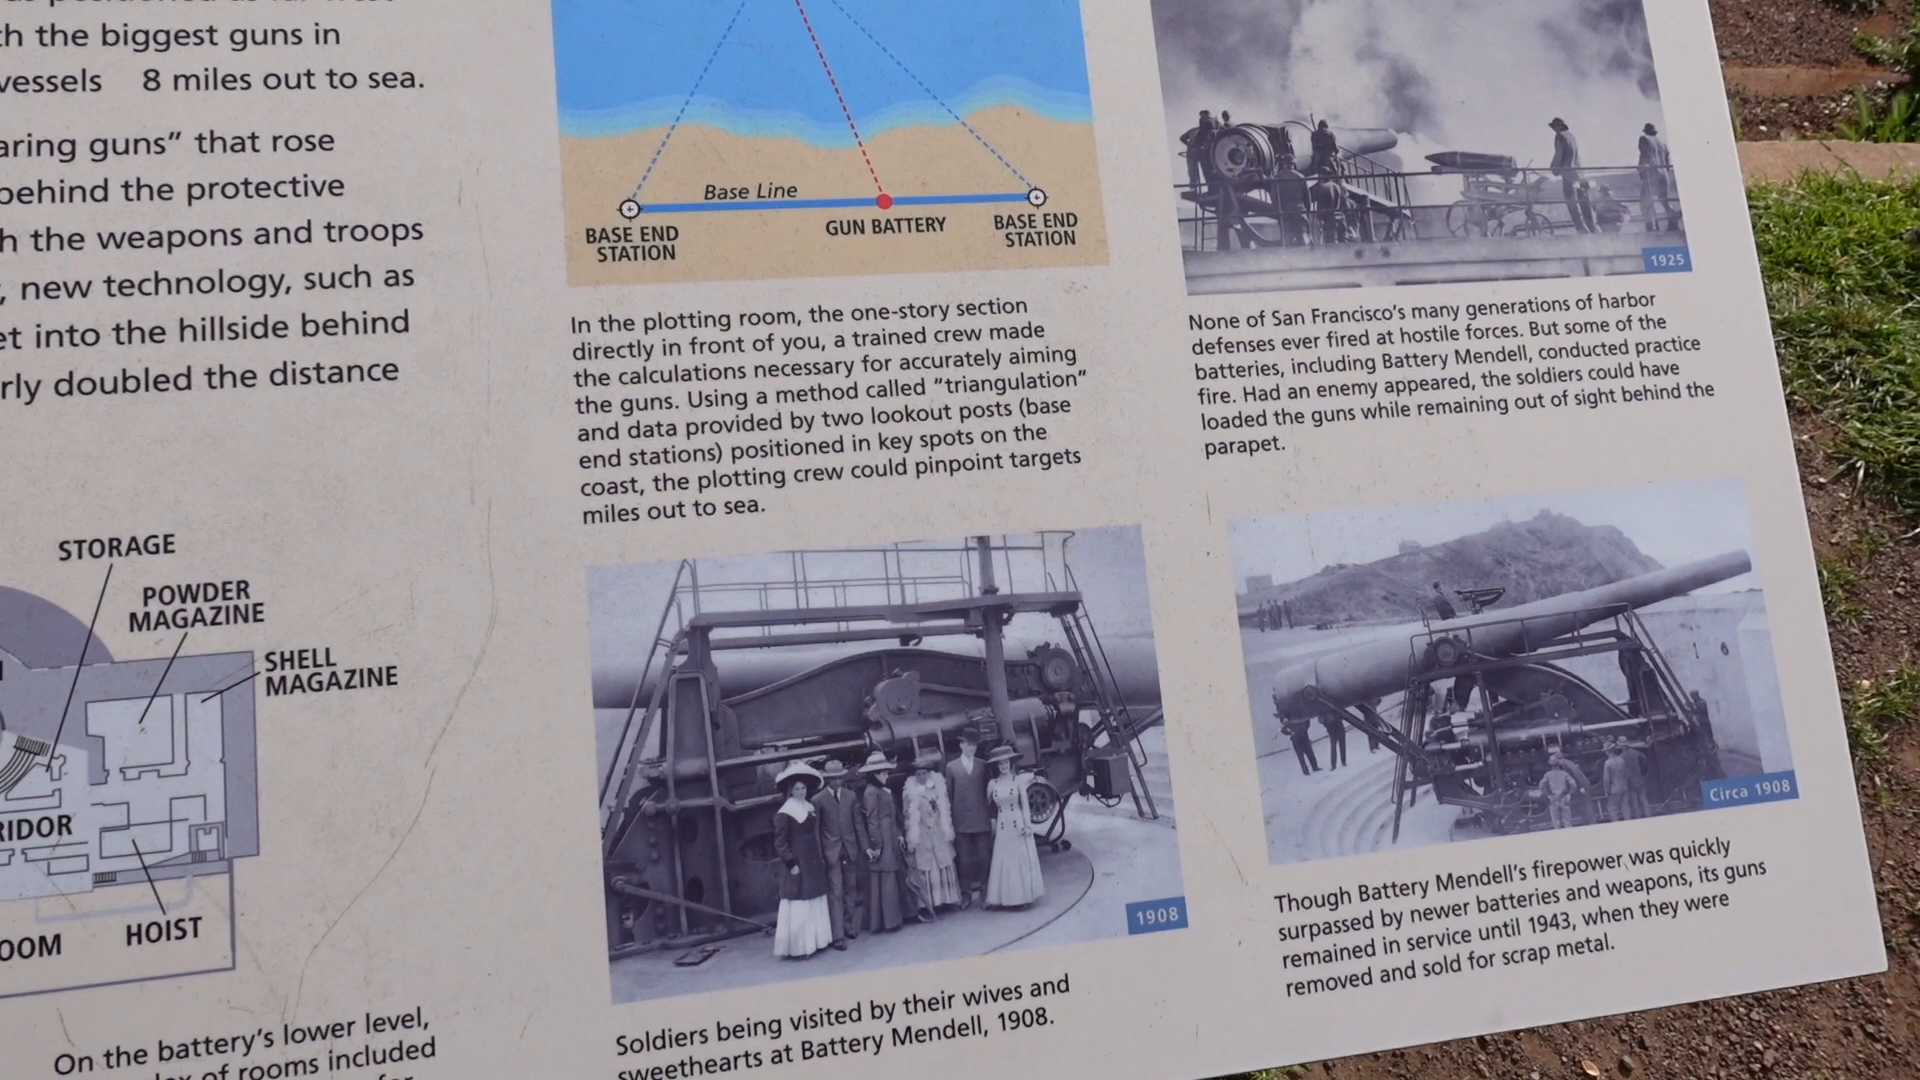 th the biggest guns in
vessels 8 miles out to sea.
aring guns” that rose
behind the protective
h the weapons and troops
, new technology, such as
et into the hillside behind
rly doubled the distance
STORAGE
POWDER
MAGAZINE
SHELL
MAGAZINE
RIDOR
HOIST
OOM
On the battery’s lower level,
of rooms included
Base Line
BASE END
STATION
GUN BATTERY
BASE END
STATION
In the plotting room, the one-story section
directly in front of you, a trained crew made
the calculations necessary for accurately aiming
the guns. Using a method called “triangulation”
and data provided by two lookout posts (base
end stations) positioned in key spots on the
coast, the plotting crew could pinpoint targets
miles out to sea.
1908
Soldiers being visited by their wives and
sweethearts at Battery Mendell, 1908.
1925
None of San Francisco’s many generations of harbor
defenses ever fired at hostile forces. But some of the
batteries, including Battery Mendell, conducted practice
fire. Had an enemy appeared, the soldiers could have
loaded the guns while remaining out of sight behind the
parapet.
Circa 1908
Though Battery Mendell’s firepower was quickly
surpassed by newer batteries and weapons, its guns
remained in service until 1943, when they were
removed and sold for scrap metal.